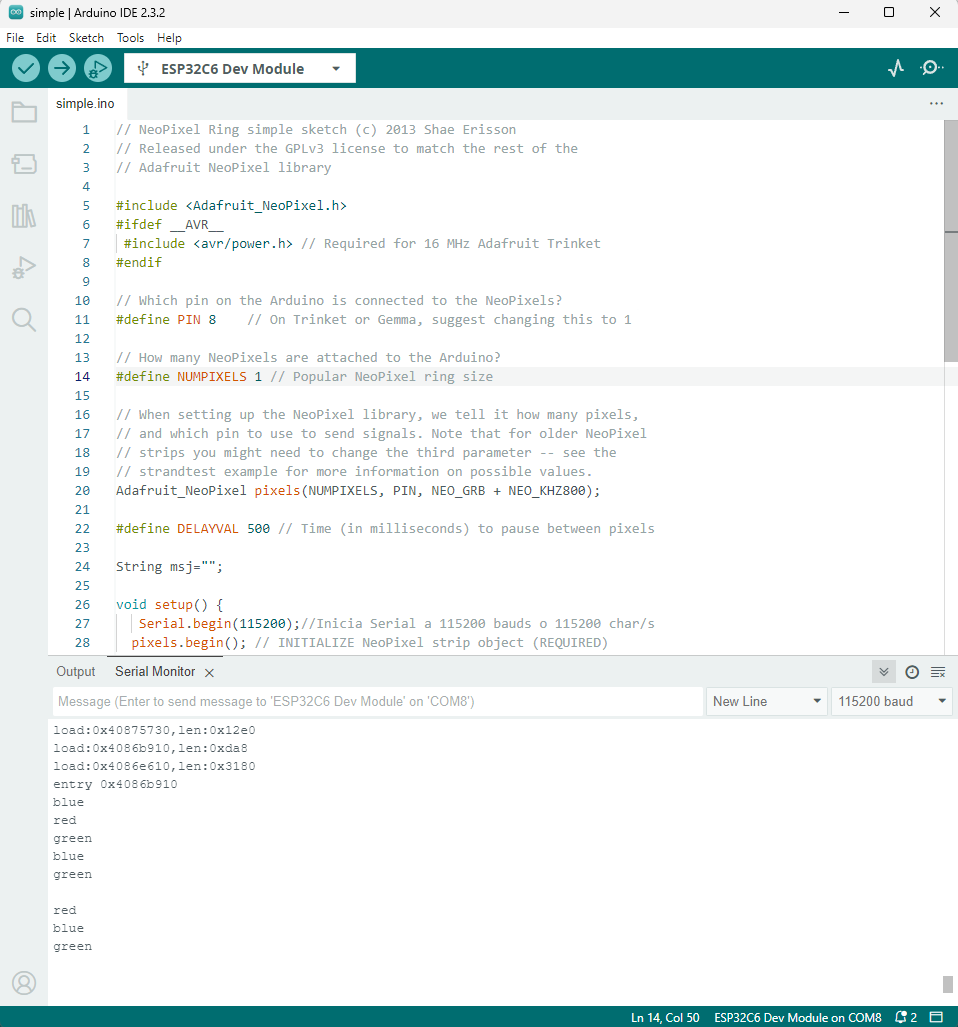 simple | Arduino IDE 2.3.2
File Edit Sketch Tools Help
ESP32C6 Dev Module
simple.ino
1 // NeoPixel Ring simple sketch (c) 2013 Shae Erisson
2 // Released under the GPLv3 license to match the rest of the
3 // Adafruit NeoPixel library
4
5 #include <Adafruit_NeoPixel.h>
6 #ifdef __AVR__
7 #include <avr/power.h> // Required for 16 MHz Adafruit Trinket
8 #endif
9
10 // Which pin on the Arduino is connected to the NeoPixels?
11 #define PIN 8    // On Trinket or Gemma, suggest changing this to 1
12
13 // How many NeoPixels are attached to the Arduino?
14 #define NUMPIXELS 1 // Popular NeoPixel ring size
15
16 // When setting up the NeoPixel library, we tell it how many pixels,
17 // and which pin to use to send signals. Note that for older NeoPixel
18 // strips you might need to change the third parameter -- see the
19 // strandtest example for more information on possible values.
20 Adafruit_NeoPixel pixels(NUMPIXELS, PIN, NEO_GRB + NEO_KHZ800);
21
22 #define DELAYVAL 500 // Time (in milliseconds) to pause between pixels
23
24 String msj="";
25
26 void setup() {
27 Serial.begin(115200);//Inicia Serial a 115200 bauds o 115200 char/s
28 pixels.begin(); // INITIALIZE NeoPixel strip object (REQUIRED)
Output Serial Monitor
Message (Enter to send message to 'ESP32C6 Dev Module' on 'COM8') New Line 115200 baud
load:0x40875730,len:0x12e0
load:0x4086b910,len:0xda8
load:0x4086e610,len:0x3180
entry 0x4086b910
blue
red
green
blue
green
red
blue
green
Ln 14, Col 50 ESP32C6 Dev Module on COM8 2